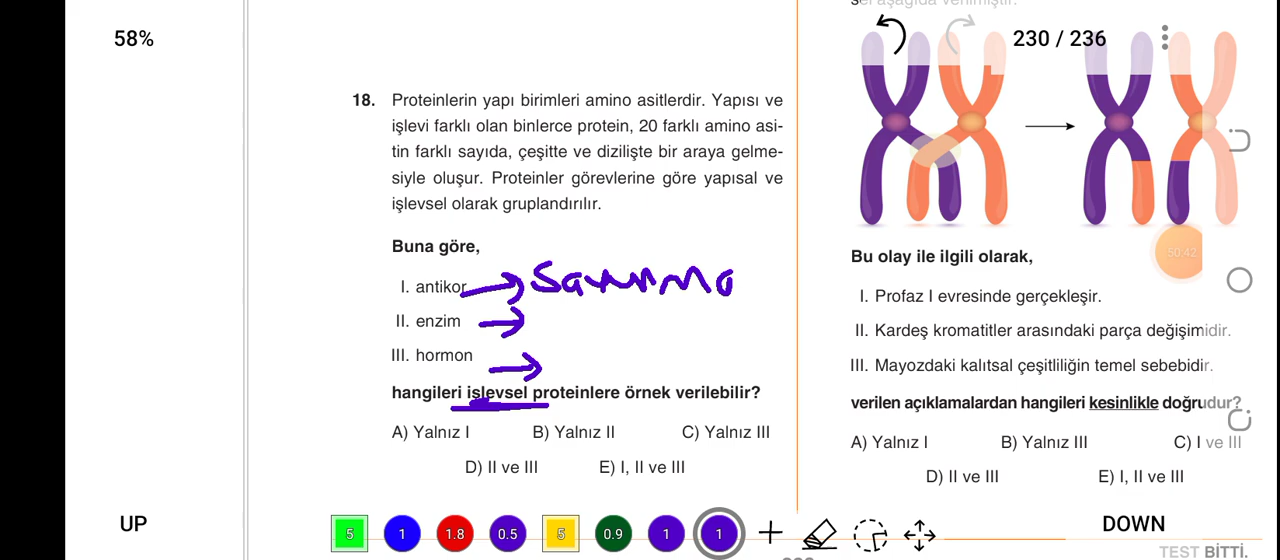 58%
18. Proteinlerin yapı birimleri amino asitlerdir. Yapısı ve
işlevi farklı olan binlerce protein, 20 farklı amino asi-
tin farklı sayıda, çeşitte ve dizilişte bir araya gelme-
siyle oluşur. Proteinler görevlerine göre yapısal ve
işlevsel olarak gruplandırılır.
Buna göre,
I. antikor
II. enzim
III. hormon
hangileri işlevsel proteinlere örnek verilebilir?
A) Yalnız I B) Yalnız II C) Yalnız III
D) II ve III E) I, II ve III
230 / 236
50:42
Bu olay ile ilgili olarak,
I. Profaz I evresinde gerçekleşir.
II. Kardeş kromatitler arasındaki parça değişimidir.
III. Mayozdaki kalıtsal çeşitliliğin temel sebebidir.
verilen açıklamalardan hangileri kesinlikle doğrudur?
A) Yalnız I B) Yalnız III C) I ve III
D) II ve III E) I, II ve III
UP
5 1 1.8 0.5 5 0.9 1 1
DOWN
TEST BİTTİ.